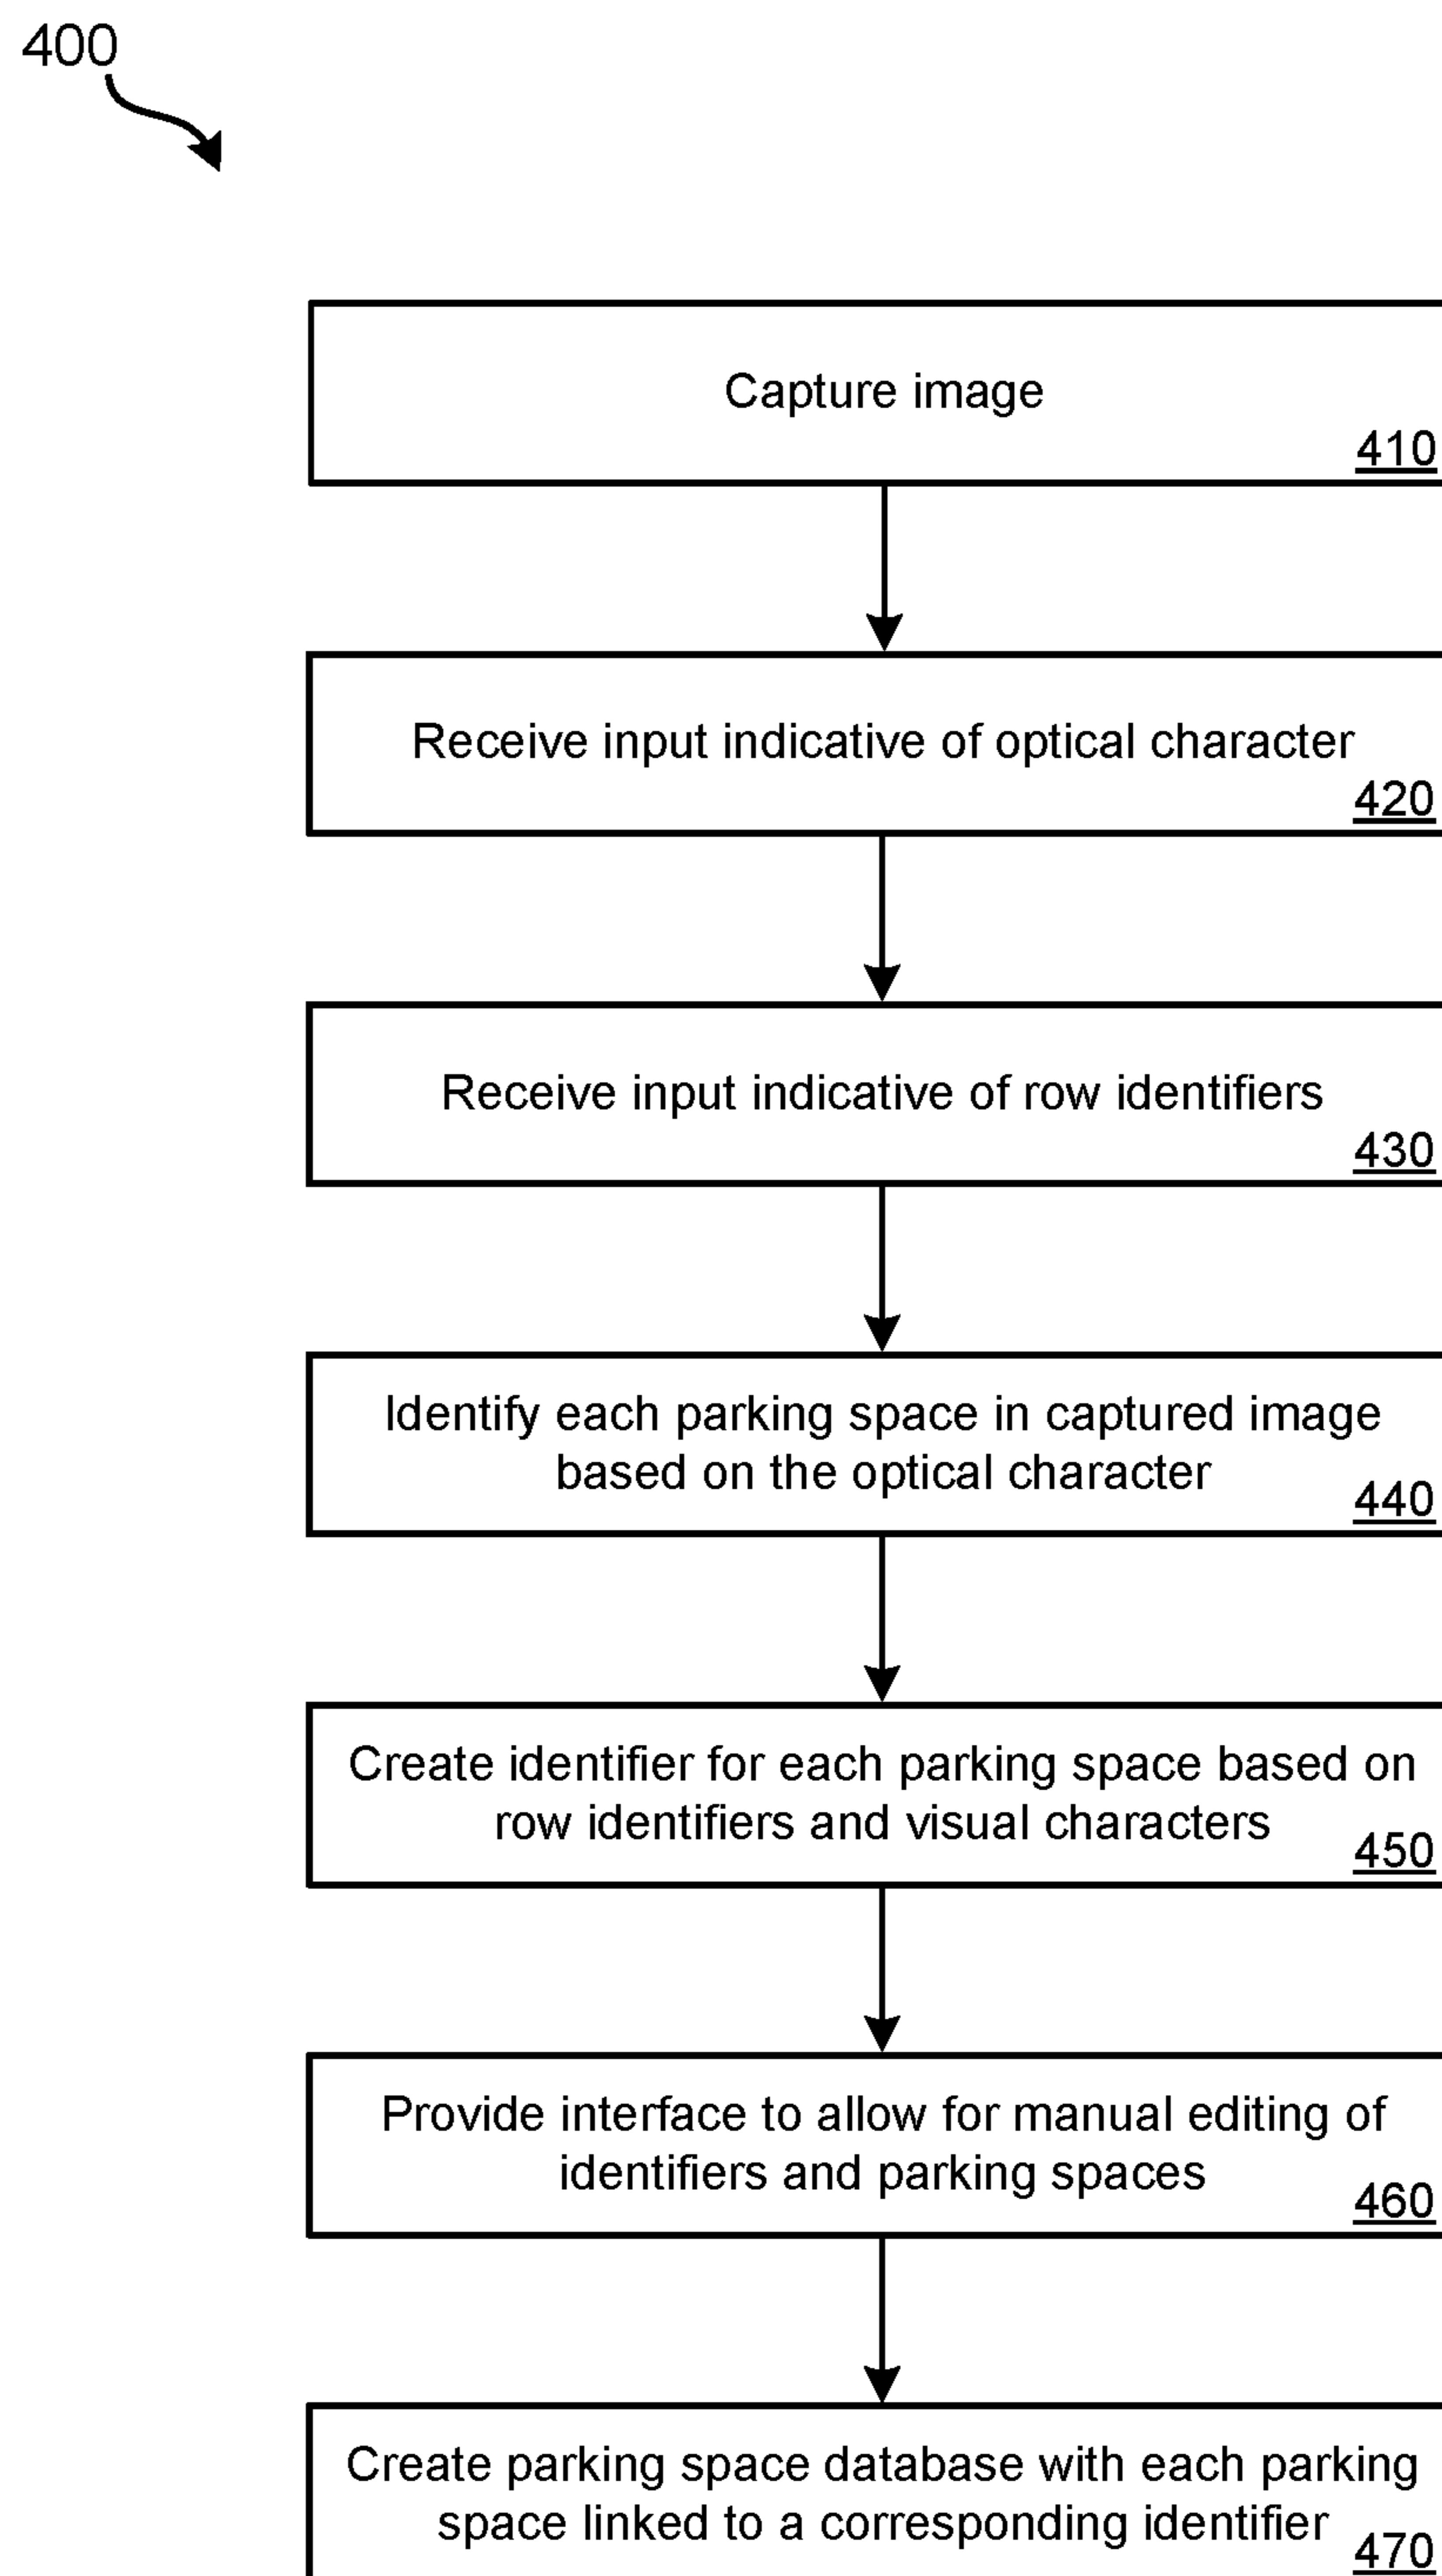 400
Capture image
410
Receive input indicative of optical character
420
Receive input indicative of row identifiers
430
Identify each parking space in captured image
based on the optical character
440
Create identifier for each parking space based on
row identifiers and visual characters
450
Provide interface to allow for manual editing of
identifiers and parking spaces
460
Create parking space database with each parking
space linked to a corresponding identifier
470